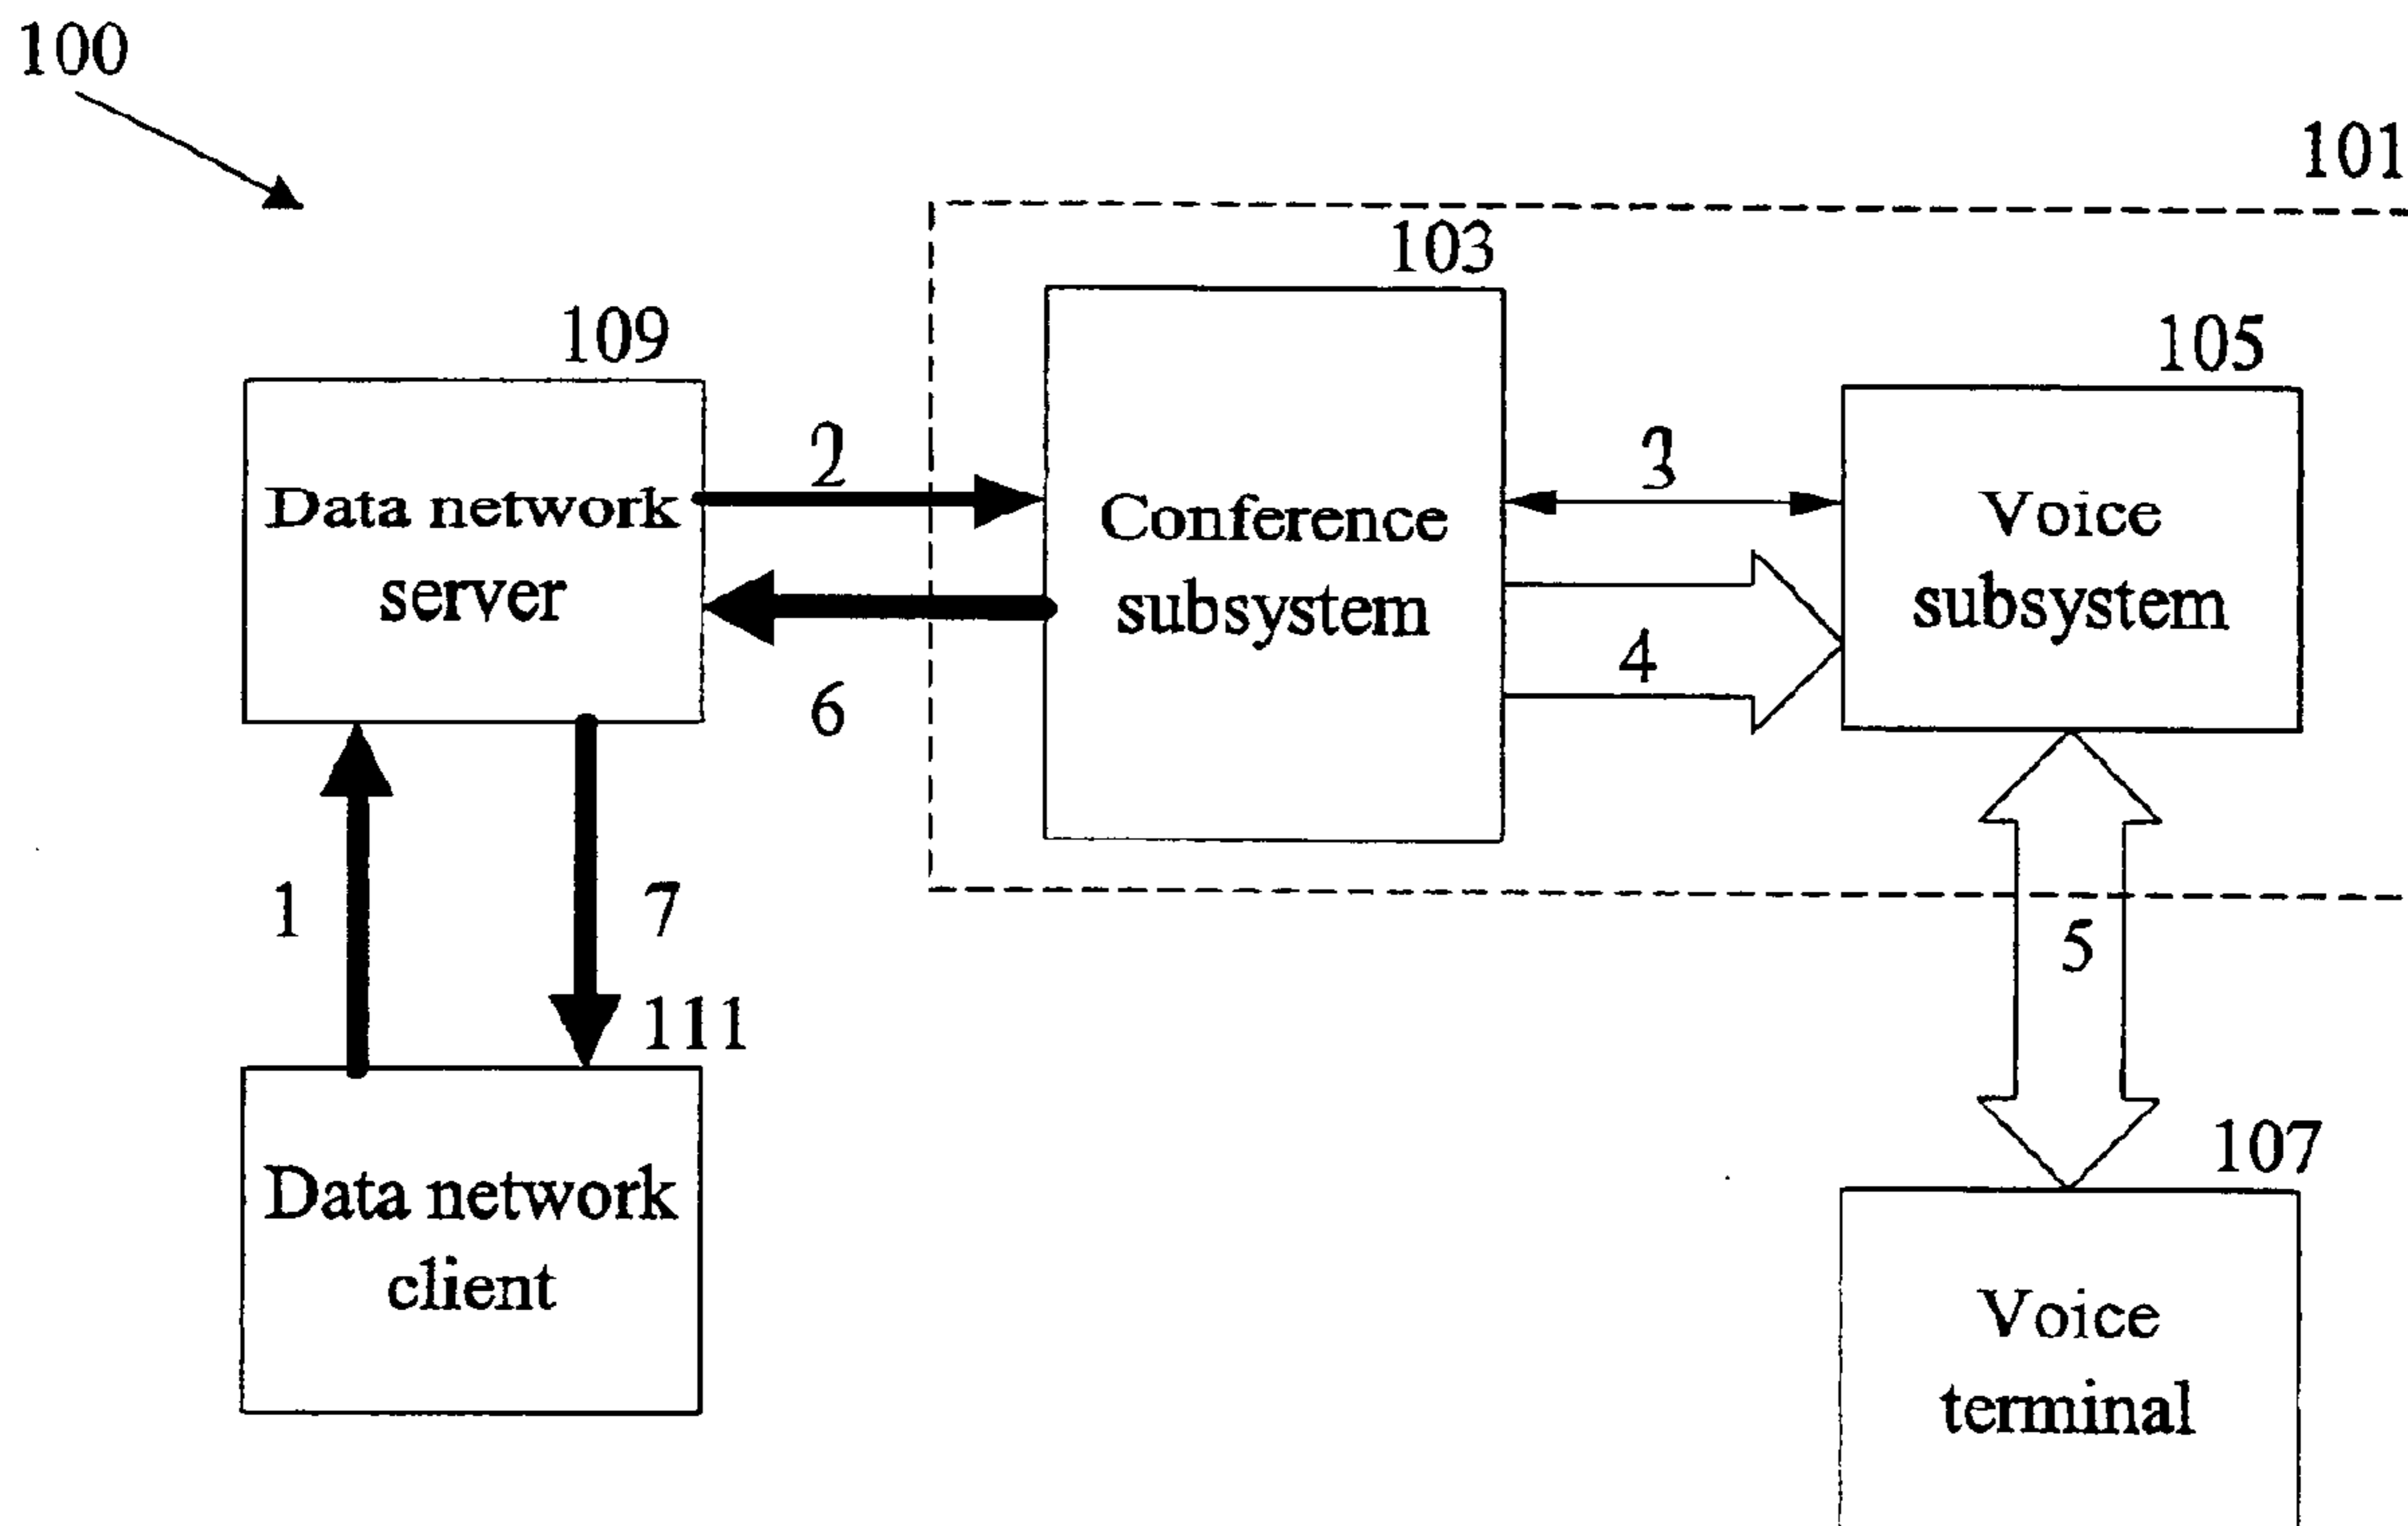 100
101
103
109
105
2
3
Data network
server
Conference
subsystem
Voice
subsystem
4
6
1
7
5
111
107
Data network
client
Voice
terminal